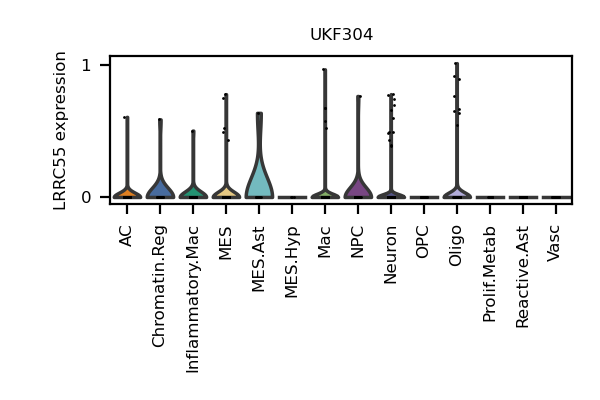 UKF304
LRRC55 expression
1
0
AC
Chromatin.Reg
Inflammatory.Mac
MES
MES.Ast
MES.Hyp
Mac
NPC
Neuron
OPC
Oligo
Prolif.Metab
Reactive.Ast
Vasc